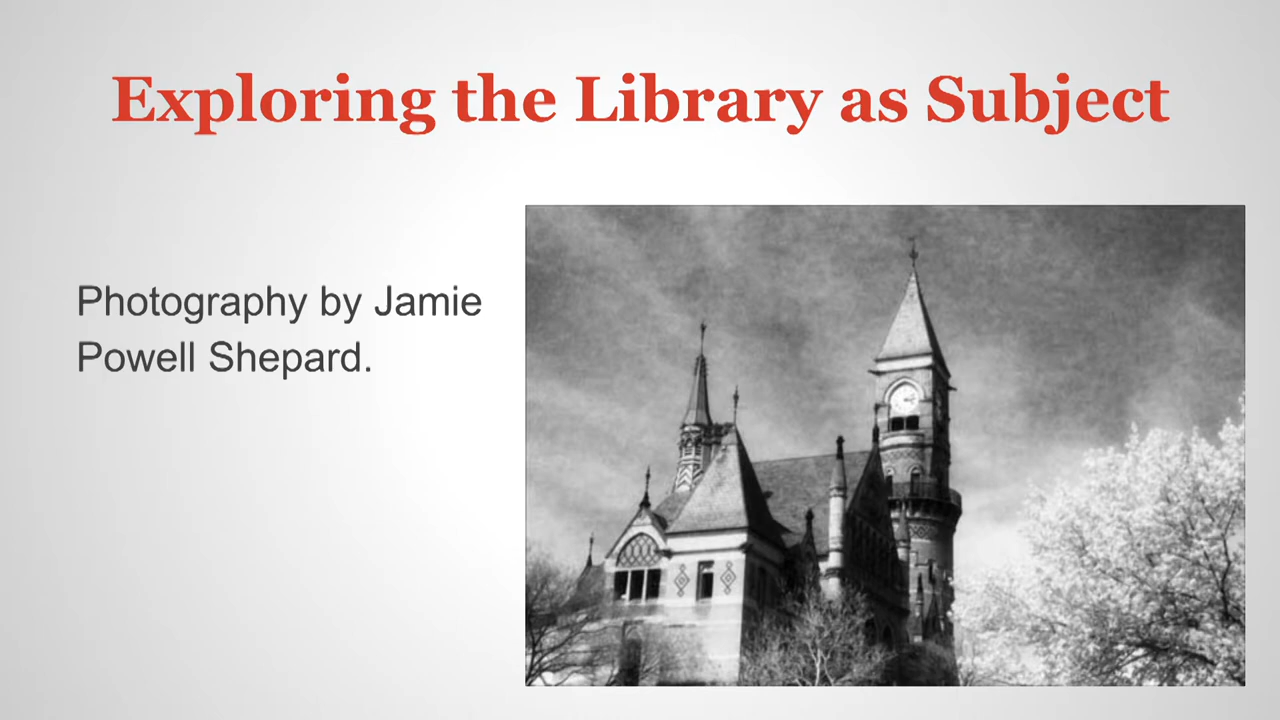 Exploring the Library as Subject
Photography by Jamie
Powell Shepard.